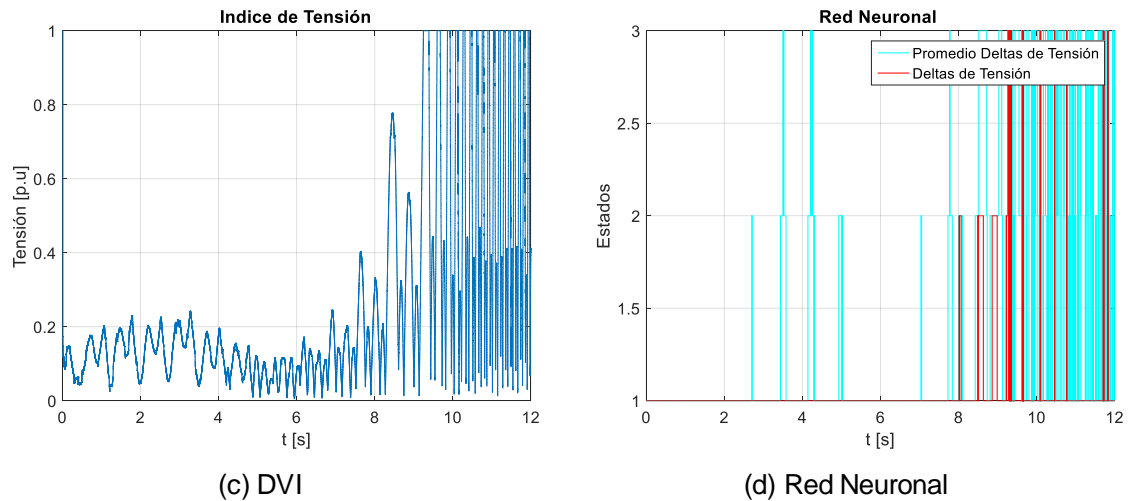 Indice de Tensión
Tensión [p.u]
1
0.8
0.6
0.4
0.2
0
0 2 4 6 8 10 12
t [s]
(c) DVI
Red Neuronal
Estados
3
2.5
2
1.5
1
Promedio Deltas de Tensión
Deltas de Tensión
0 2 4 6 8 10 12
t [s]
(d) Red Neuronal